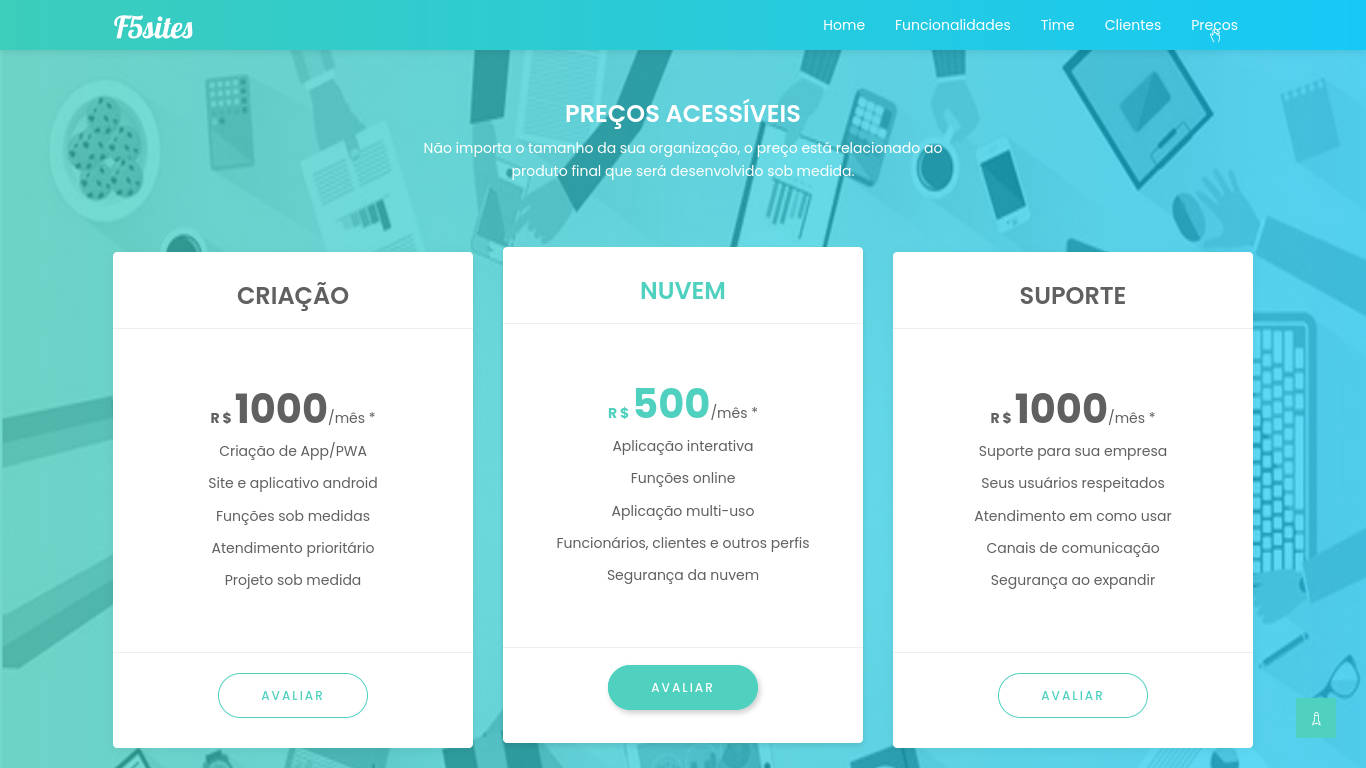 F5sites
Home
Funcionalidades
Time
Clientes
Preços
PREÇOS ACESSÍVEIS
Não importa o tamanho da sua organização, o preço está relacionado ao
produto final que será desenvolvido sob medida.
CRIAÇÃO
R$ 1000/mês *
Criação de App/PWA
Site e aplicativo android
Funções sob medidas
Atendimento prioritário
Projeto sob medida
AVALIAR
NUVEM
R$ 500/mês *
Aplicação interativa
Funções online
Aplicação multi-uso
Funcionários, clientes e outros perfis
Segurança da nuvem
AVALIAR
SUPORTE
R$ 1000/mês *
Suporte para sua empresa
Seus usuários respeitados
Atendimento em como usar
Canais de comunicação
Segurança ao expandir
AVALIAR